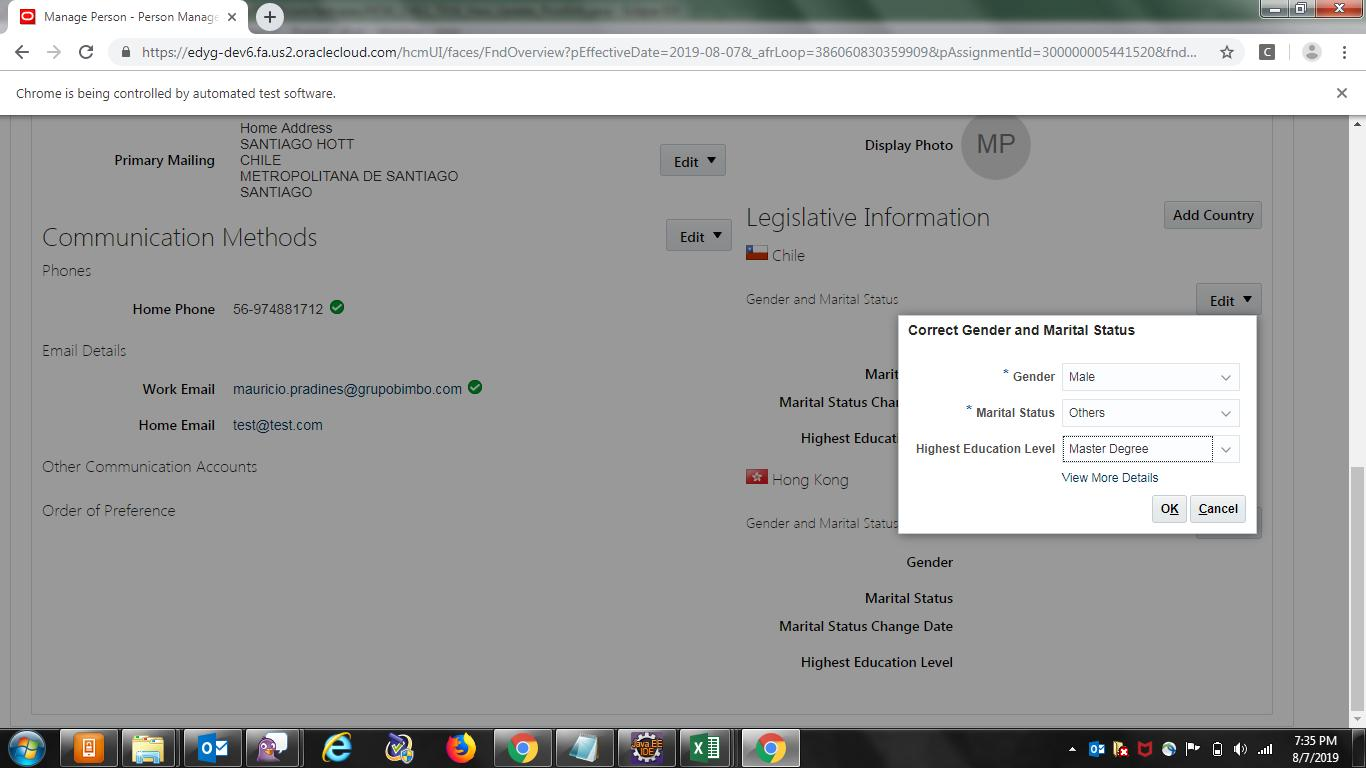 Manage Person - Person Manage
https://edyg-dev6.fa.us2.oraclecloud.com/hcmUI/faces/FndOverview?pEffectiveDate=2019-08-07&_afrLoop=386060830359909&pAssignmentId=300000005441520&fnd...
Chrome is being controlled by automated test software.
Home Address
SANTIAGO HOTT
Primary Mailing
CHILE
METROPOLITANA DE SANTIAGO
SANTIAGO
Edit
Display Photo
MP
Communication Methods
Edit
Phones
Home Phone
56-974881712
Email Details
Work Email
mauricio.pradines@grupobimbo.com
Home Email
test@test.com
Other Communication Accounts
Order of Preference
Legislative Information
Add Country
Chile
Gender and Marital Status
Edit
Marit
Marital Status Char
Highest Educati
Correct Gender and Marital Status
* Gender
Male
* Marital Status
Others
Highest Education Level
Master Degree
View More Details
OK
Cancel
Hong Kong
Gender and Marital Status
Gender
Marital Status
Marital Status Change Date
Highest Education Level
Java EE
IDE
7:35 PM
8/7/2019